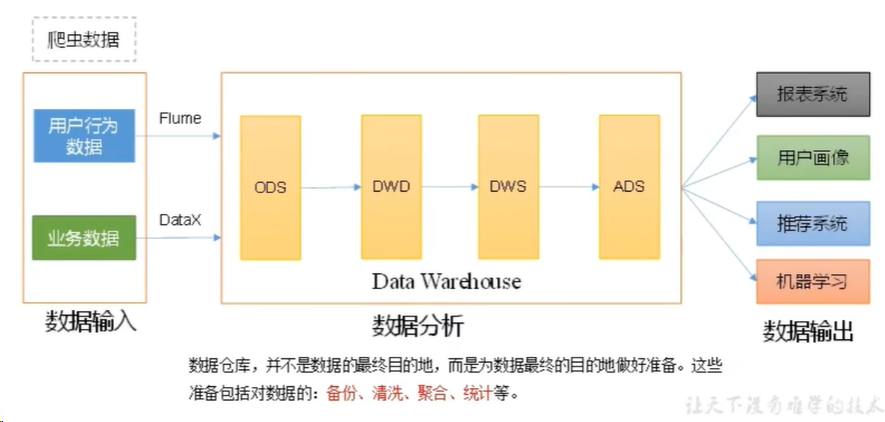 爬虫数据
用户行为
数据
Flume
业务数据
DataX
数据输入
ODS
DWD
DWS
ADS
Data Warehouse
数据分析
报表系统
用户画像
推荐系统
机器学习
数据输出
数据仓库，并不是数据的最终目的地，而是为数据最终的目的地做好准备。这些
准备包括对数据的：备份、清洗、聚合、统计等。
让天下没有难学的技术